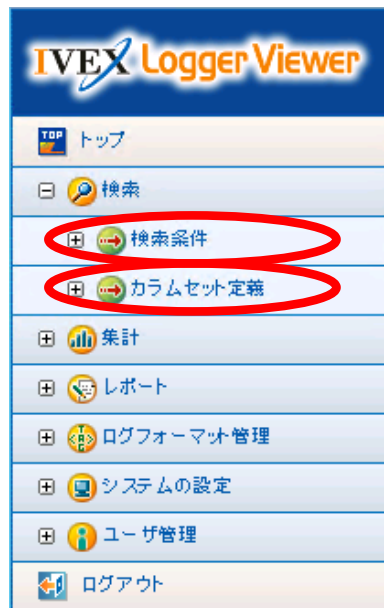 IVEX Logger Viewer
TOP トップ
検索
検索条件
カラムセット定義
集計
レポート
ログフォーマット管理
システムの設定
ユーザ管理
ログアウト